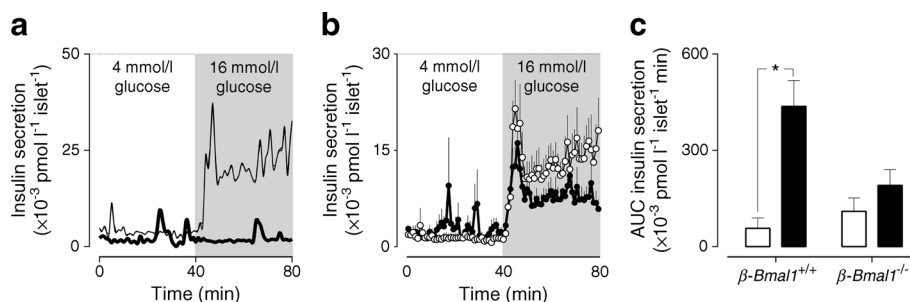 a
Insulin secretion
(×10⁻³ pmol l⁻¹ islet⁻¹)
50
25
0
4 mmol/l
glucose
16 mmol/l
glucose
0
40
80
Time (min)
b
Insulin secretion
(×10⁻³ pmol l⁻¹ islet⁻¹)
30
15
0
4 mmol/l
glucose
16 mmol/l
glucose
0
40
80
Time (min)
c
AUC insulin secretion
(×10⁻³ pmol l⁻¹ islet⁻¹ min)
600
300
0
*
β-Bmal1⁺/⁺
β-Bmal1⁻/⁻